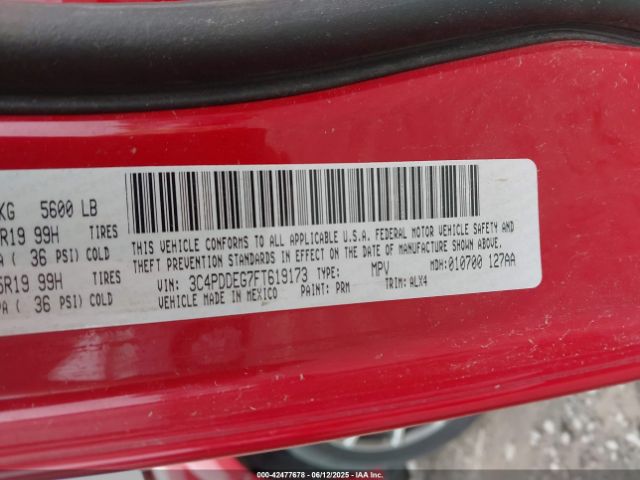 KG 5600 LB
R19 99H TIRES
A ( 36 PSI) COLD
5R19 99H TIRES
PA ( 36 PSI) COLD
THIS VEHICLE CONFORMS TO ALL APPLICABLE U.S.A. FEDERAL MOTOR VEHICLE SAFETY AND
THEFT PREVENTION STANDARDS IN EFFECT ON THE DATE OF MANUFACTURE SHOWN ABOVE.
VIN: 3C4PDDEG7FT619173 TYPE: MPV MDH:010700 127AA
VEHICLE MADE IN MEXICO PAINT: PRM TRIM: ALX4
000-42477678 - 06/12/2025 - IAA Inc.